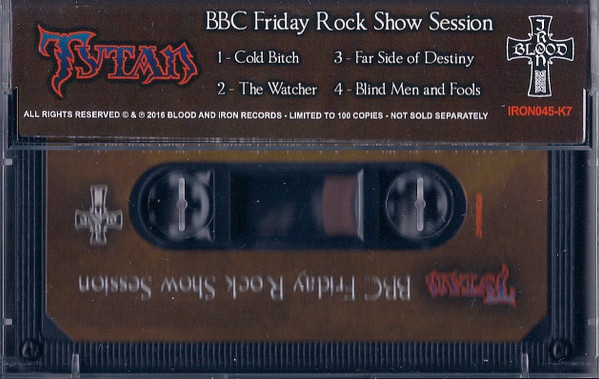 BBC Friday Rock Show Session
TYTAN
1 - Cold Bitch
2 - The Watcher
3 - Far Side of Destiny
4 - Blind Men and Fools
IRON
BLOOD
ALL RIGHTS RESERVED © & ℗ 2016 BLOOD AND IRON RECORDS - LIMITED TO 100 COPIES - NOT SOLD SEPARATELY
IRON045-K7
TYTAN
BBC Friday Rock Show Session